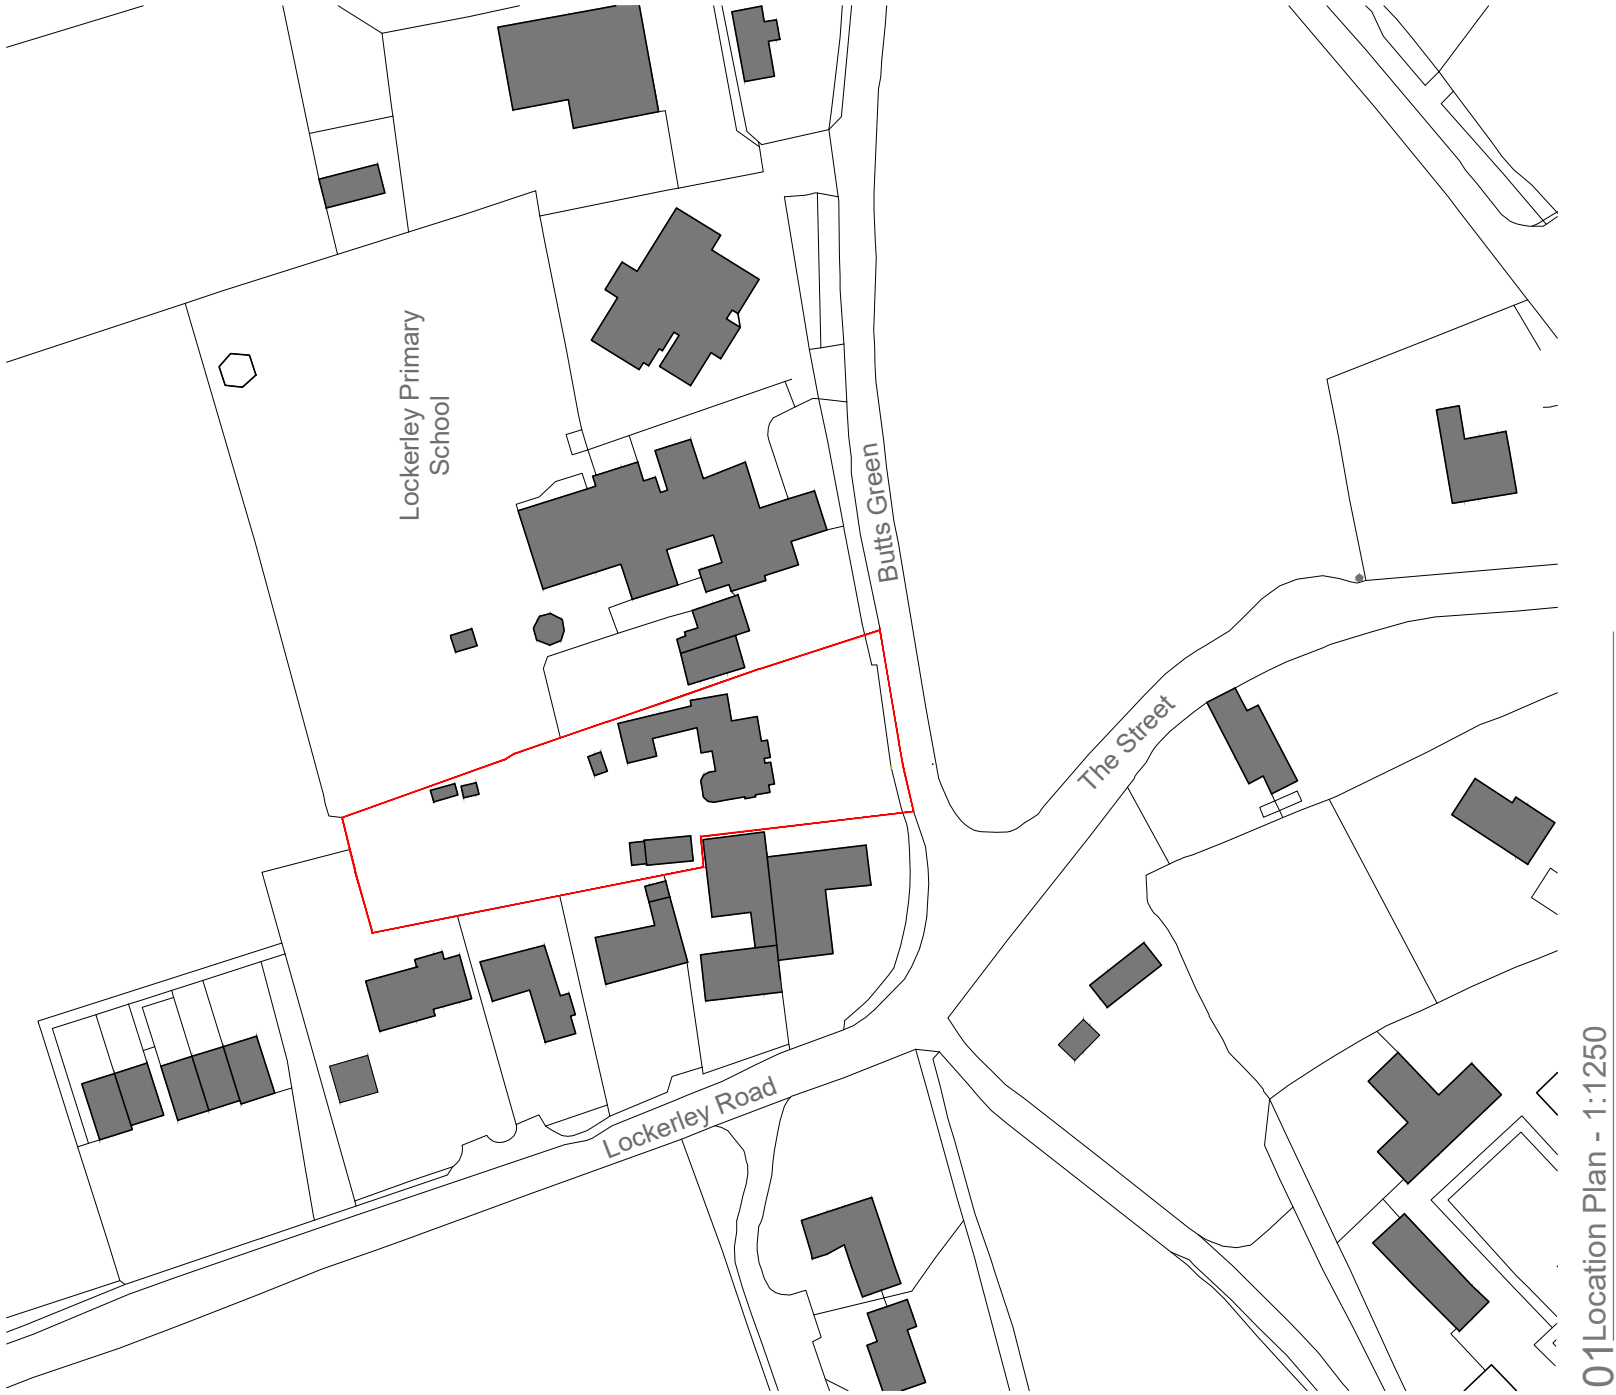 Lockerley Primary
School
Butts Green
The Street
Lockerley Road
01Location Plan - 1:1250